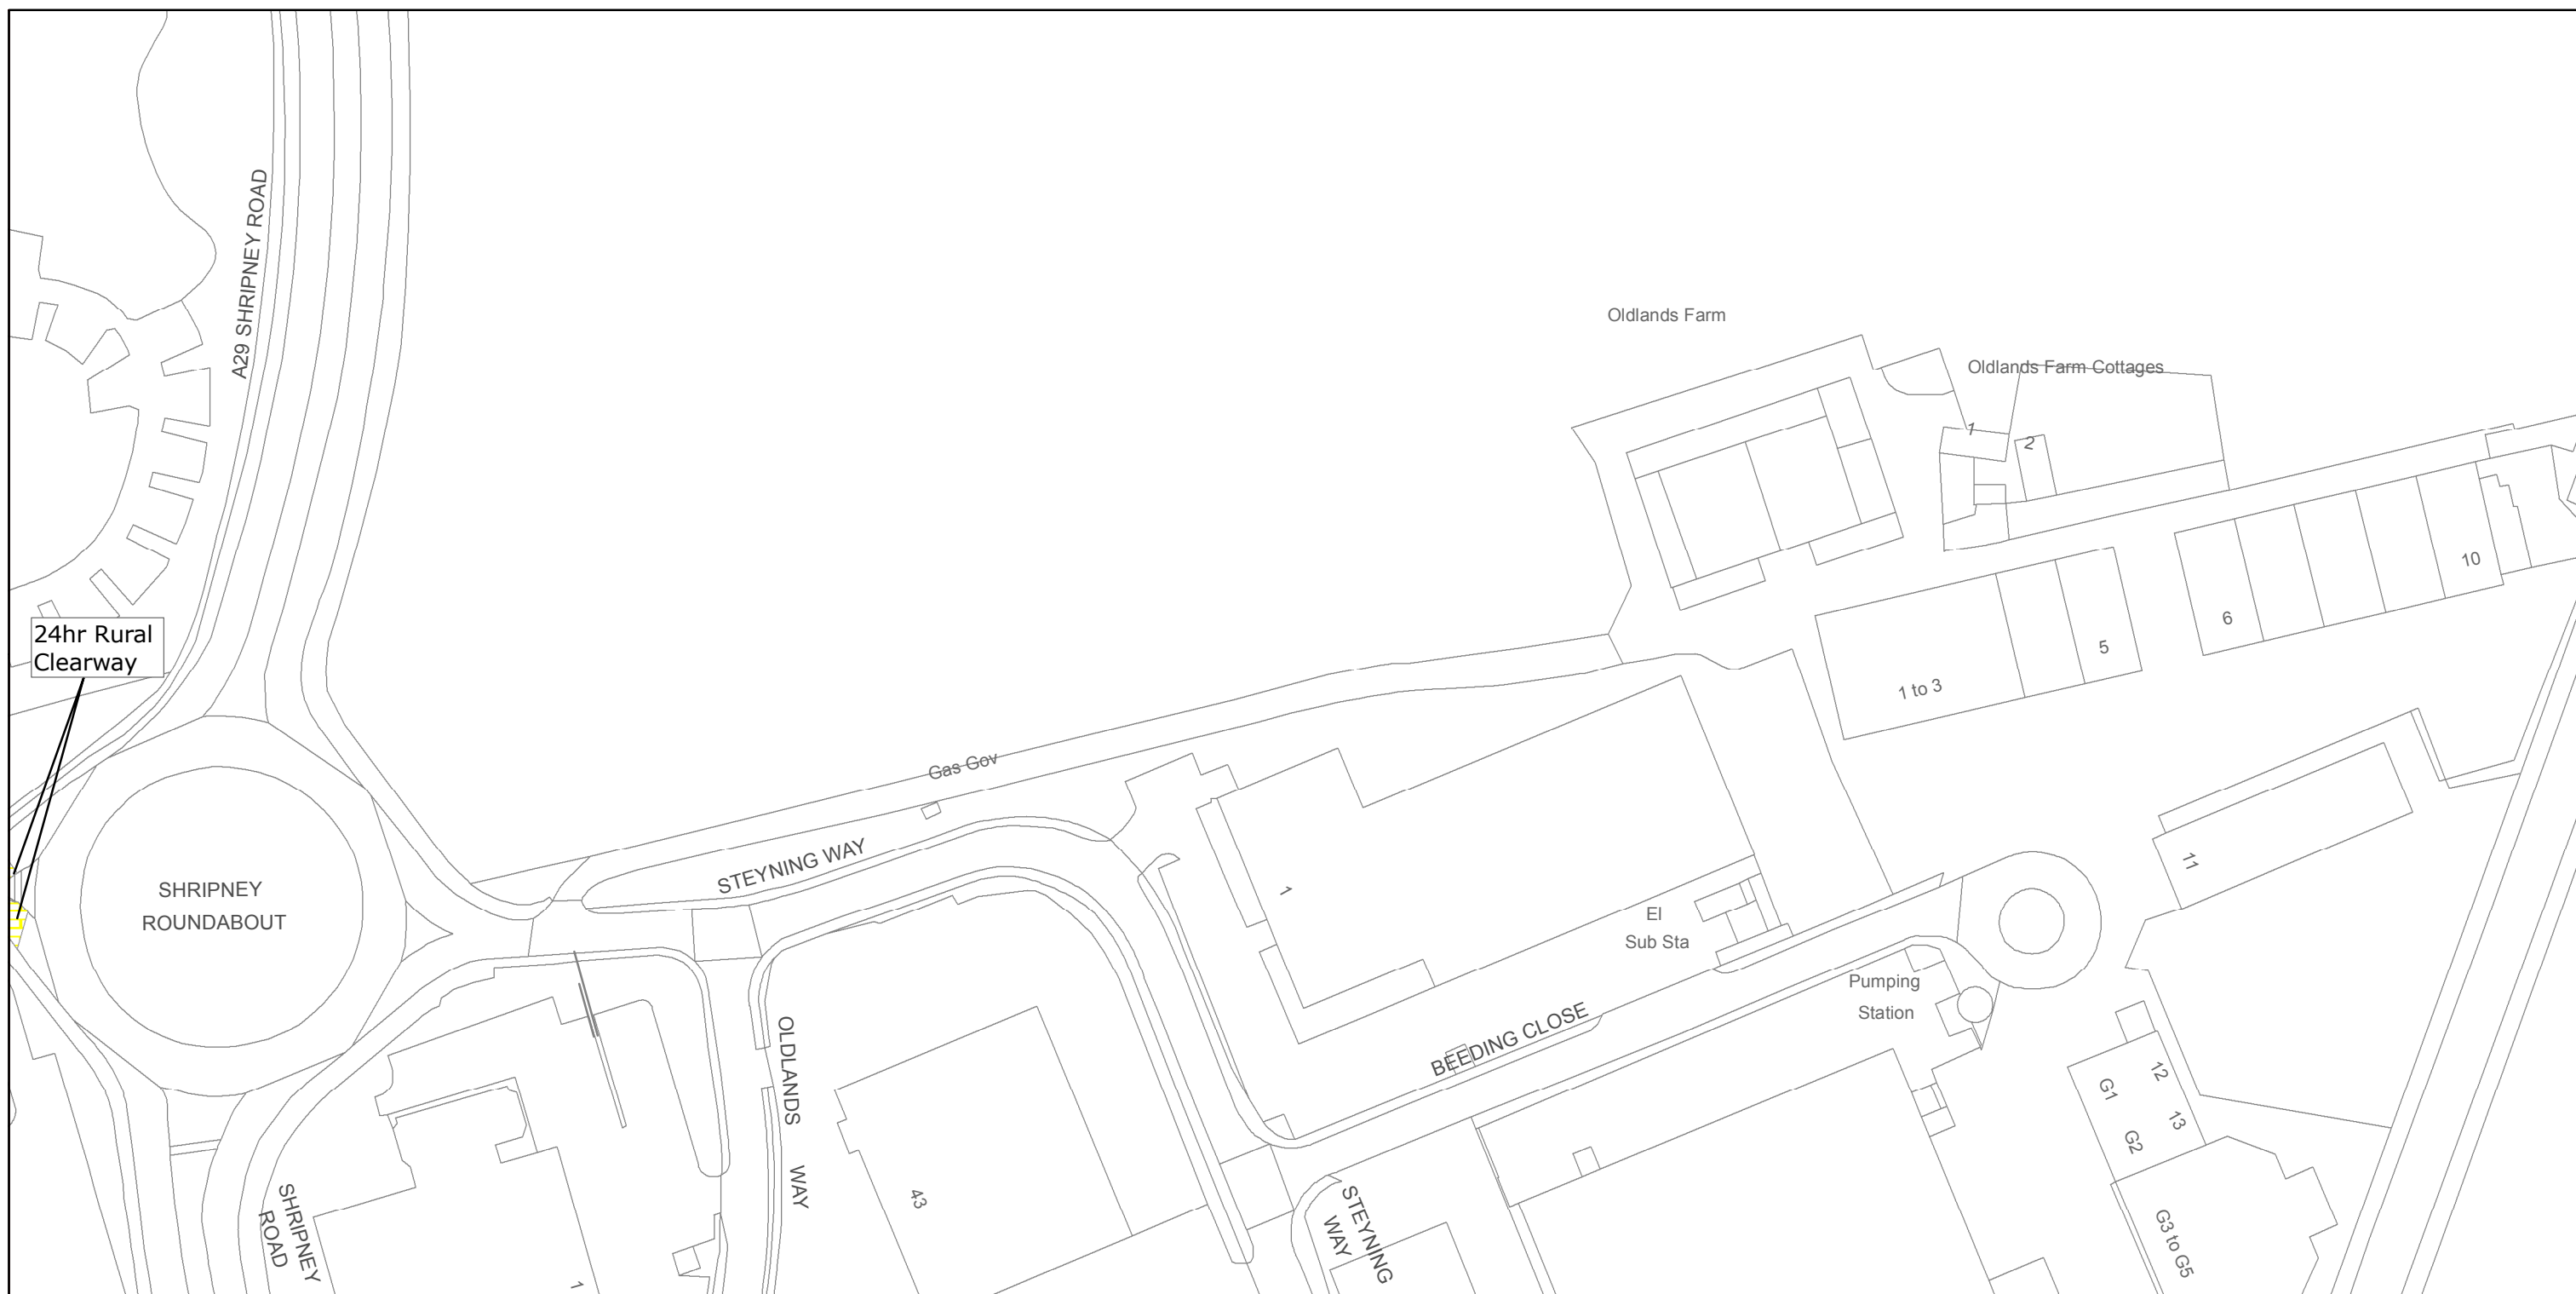 A29 SHRIPNEY ROAD
Oldlands Farm
Oldlands Farm Cottages
1
2
10
6
5
1 to 3
24hr Rural
Clearway
Gas Gov
STEYNING WAY
SHRIPNEY
ROUNDABOUT
1
11
El
Sub Sta
Pumping
Station
BEEDING CLOSE
OLDLANDS
WAY
43
12
G1
13
G2
G3 to G5
SHRIPNEY
ROAD
STEYNING
WAY
1